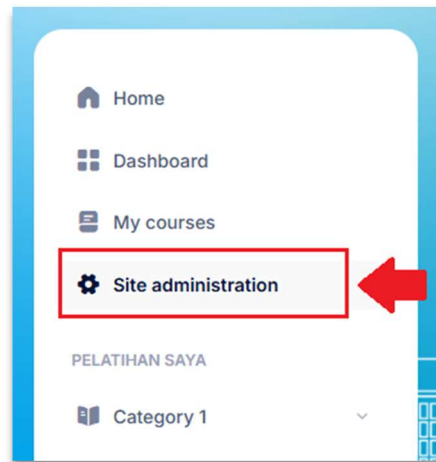 Home
Dashboard
My courses
Site administration
PELATIHAN SAYA
Category 1